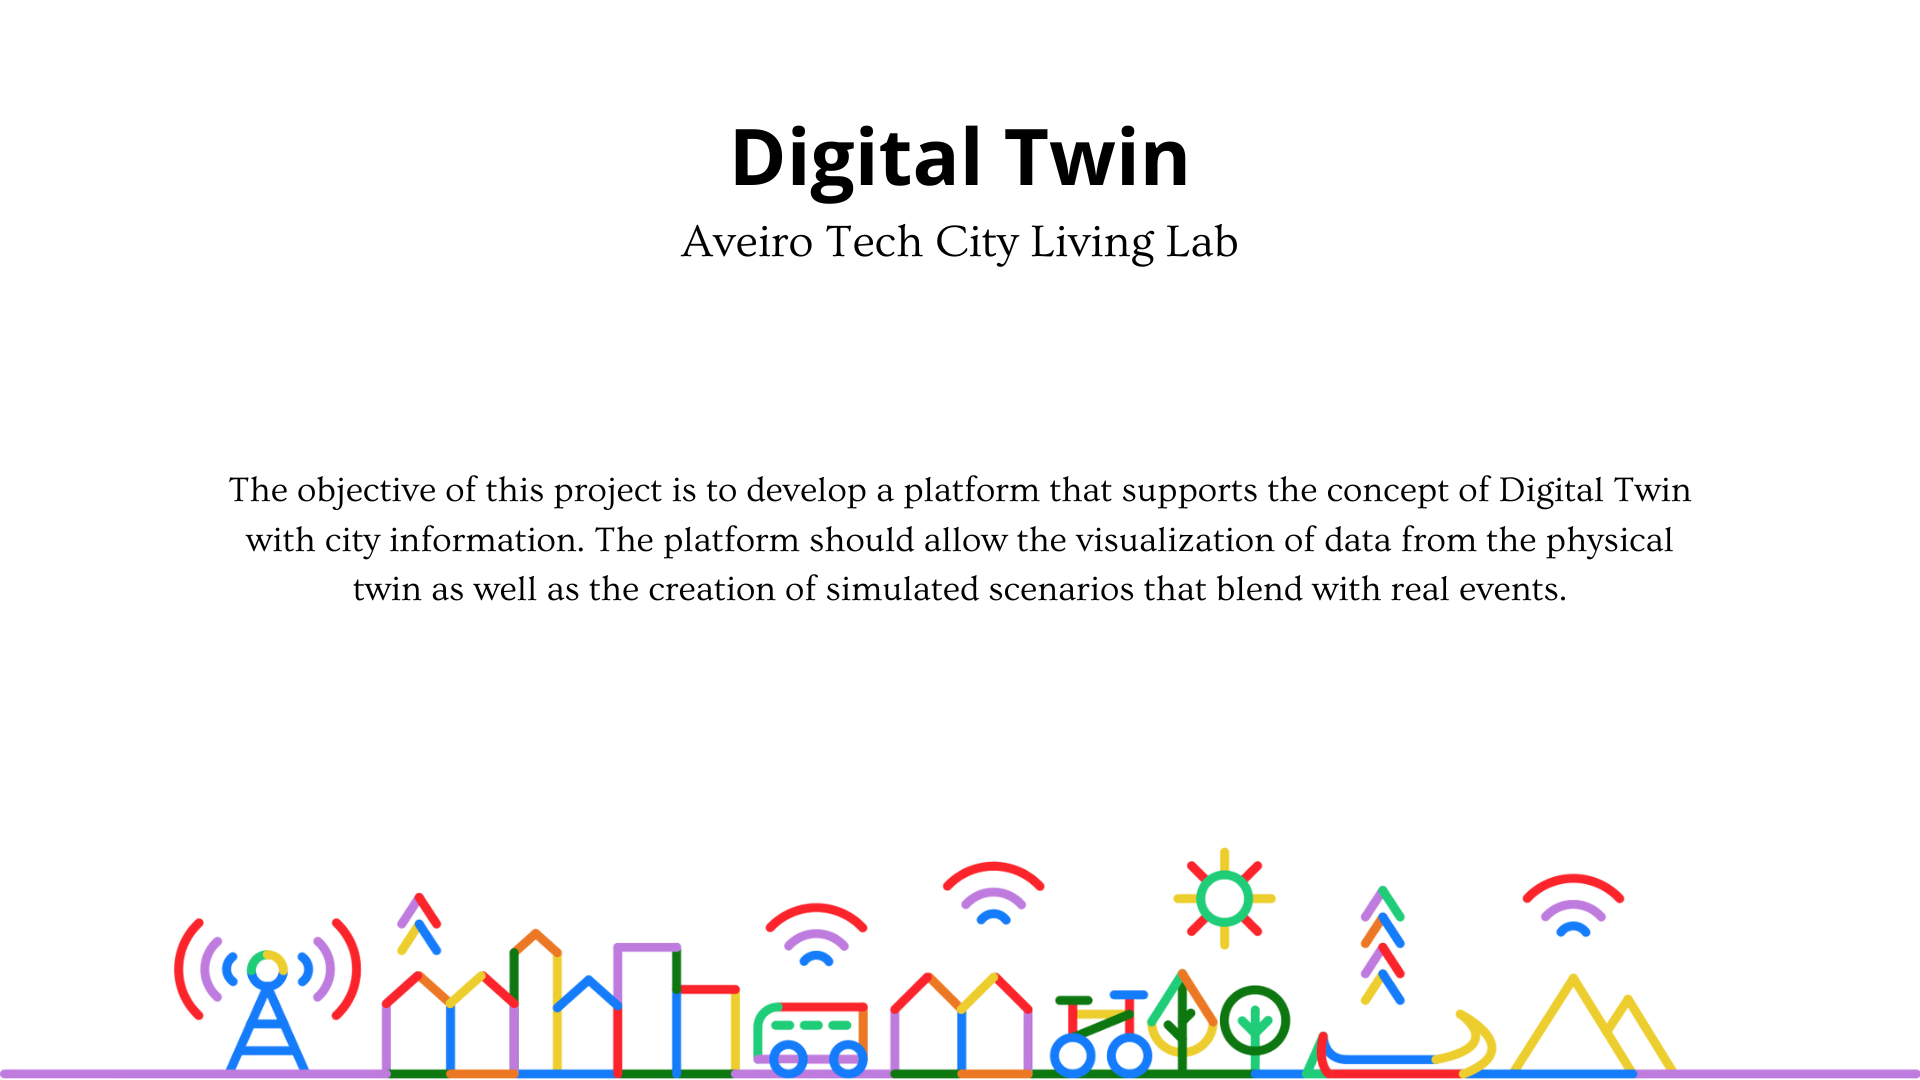 Digital Twin
Aveiro Tech City Living Lab
The objective of this project is to develop a platform that supports the concept of Digital Twin
with city information. The platform should allow the visualization of data from the physical
twin as well as the creation of simulated scenarios that blend with real events.